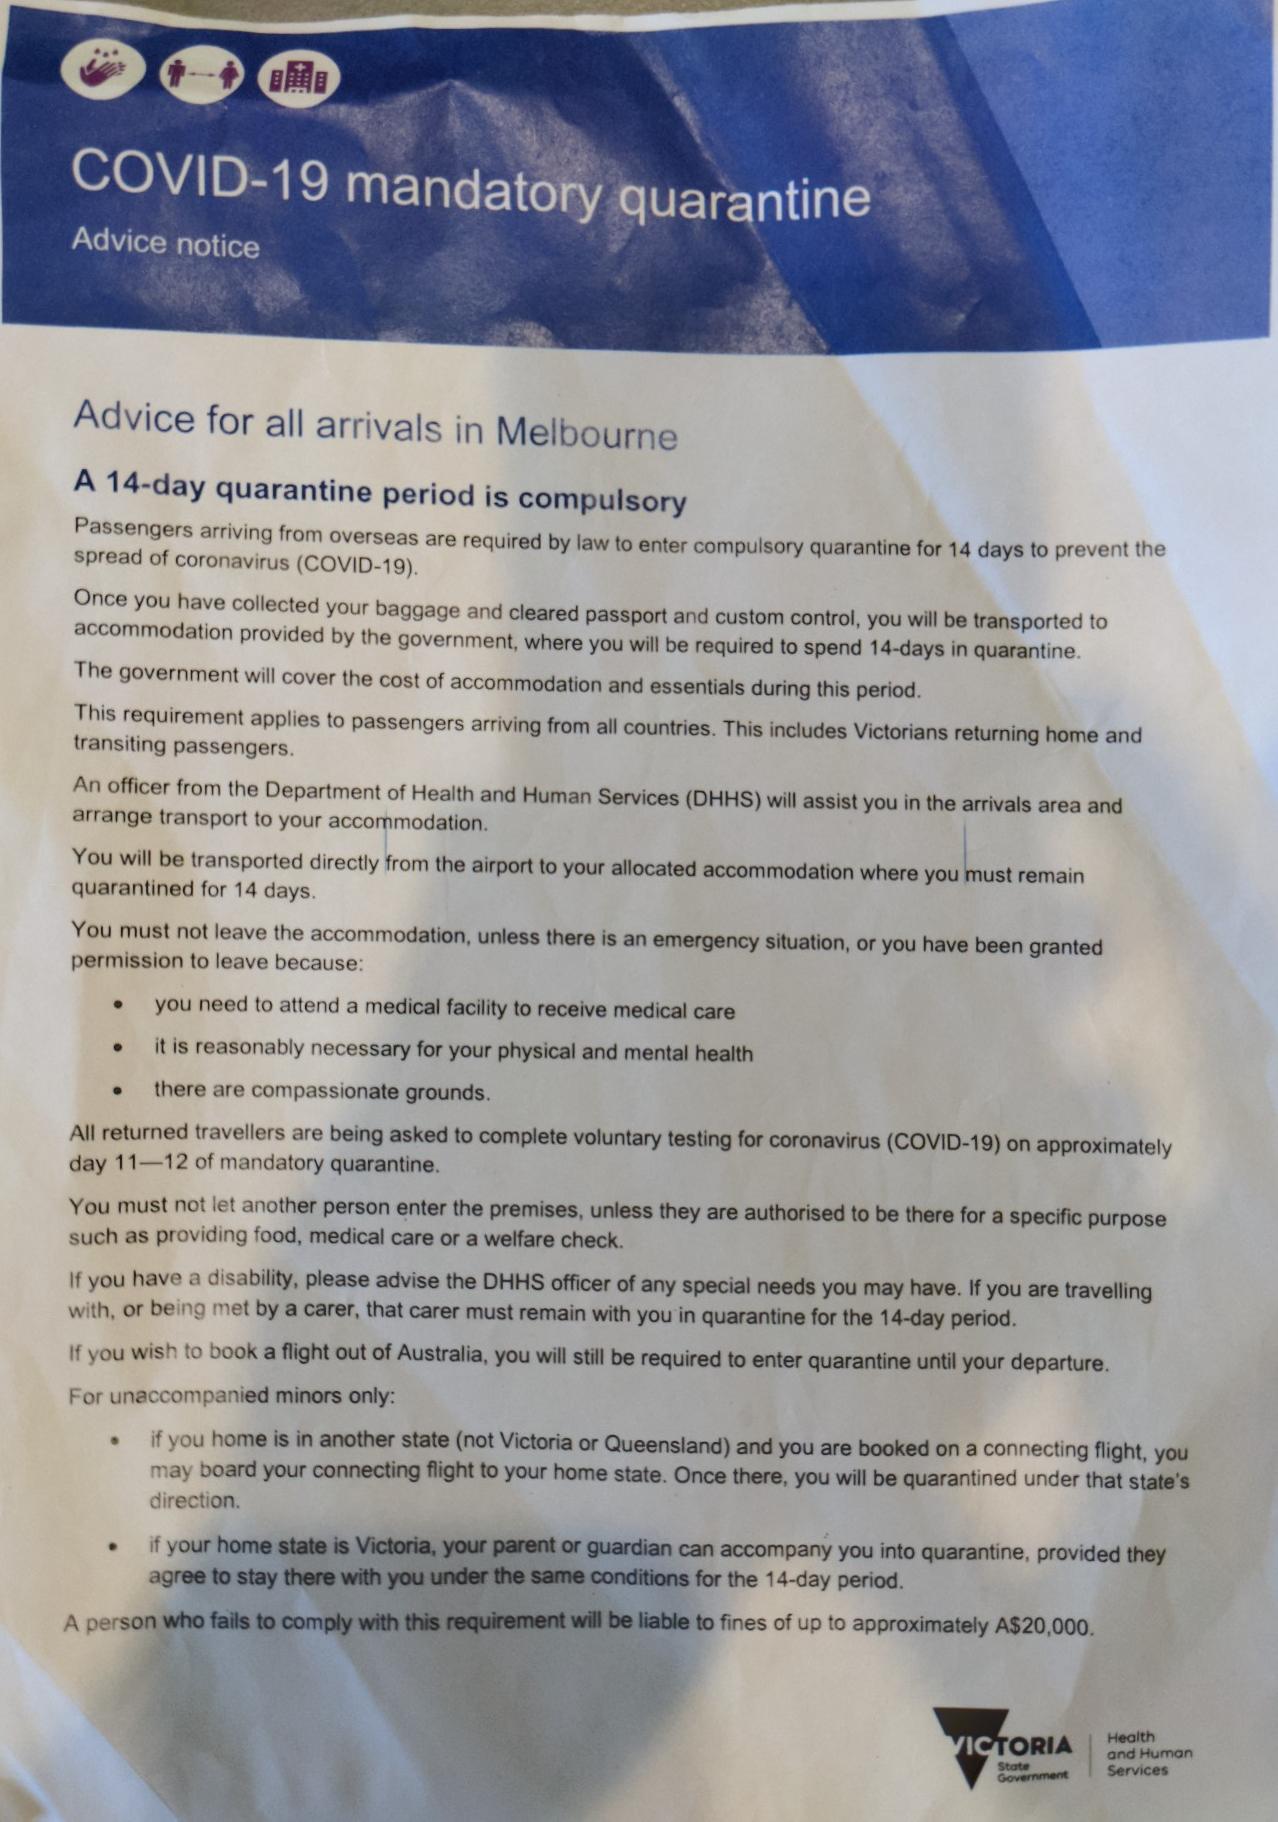 COVID-19 mandatory quarantine
Advice notice
Advice for all arrivals in Melbourne
A 14-day quarantine period is compulsory
Passengers arriving from overseas are required by law to enter compulsory quarantine for 14 days to prevent the
spread of coronavirus (COVID-19).
Once you have collected your baggage and cleared passport and custom control, you will be transported to
accommodation provided by the government, where you will be required to spend 14-days in quarantine.
The government will cover the cost of accommodation and essentials during this period.
This requirement applies to passengers arriving from all countries. This includes Victorians returning home and
transiting passengers.
An officer from the Department of Health and Human Services (DHHS) will assist you in the arrivals area and
arrange transport to your accommodation.
You will be transported directly from the airport to your allocated accommodation where you must remain
quarantined for 14 days.
You must not leave the accommodation, unless there is an emergency situation, or you have been granted
permission to leave because:
• you need to attend a medical facility to receive medical care
• it is reasonably necessary for your physical and mental health
• there are compassionate grounds.
All returned travellers are being asked to complete voluntary testing for coronavirus (COVID-19) on approximately
day 11—12 of mandatory quarantine.
You must not let another person enter the premises, unless they are authorised to be there for a specific purpose
such as providing food, medical care or a welfare check.
If you have a disability, please advise the DHHS officer of any special needs you may have. If you are travelling
with, or being met by a carer, that carer must remain with you in quarantine for the 14-day period.
If you wish to book a flight out of Australia, you will still be required to enter quarantine until your departure.
For unaccompanied minors only:
• if you home is in another state (not Victoria or Queensland) and you are booked on a connecting flight, you
may board your connecting flight to your home state. Once there, you will be quarantined under that state's
direction.
• if your home state is Victoria, your parent or guardian can accompany you into quarantine, provided they
agree to stay there with you under the same conditions for the 14-day period.
A person who fails to comply with this requirement will be liable to fines of up to approximately A$20,000.
VICTORIA
State
Government
Health
and Human
Services